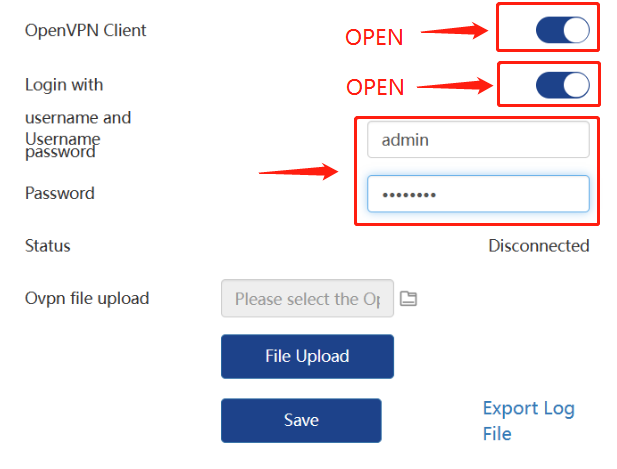 OpenVPN Client
OPEN
Login with
OPEN
username and
Username
password
admin
Password
••••••••
Status
Disconnected
Ovpn file upload
Please select the Op
File Upload
Save
Export Log
File